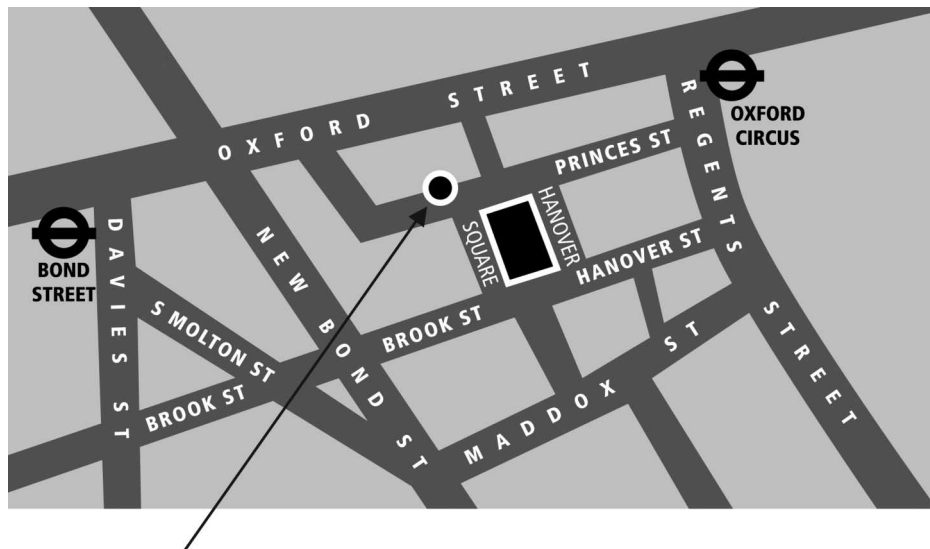 OXFORD STREET
OXFORD
CIRCUS
PRINCES ST
REGENTS STREET
HANOVER
SQUARE
HANOVER ST
BOND
STREET
DAVIES ST
NEW BOND ST
S MOLTON ST
BROOK ST
BROOK ST
MADDOX ST